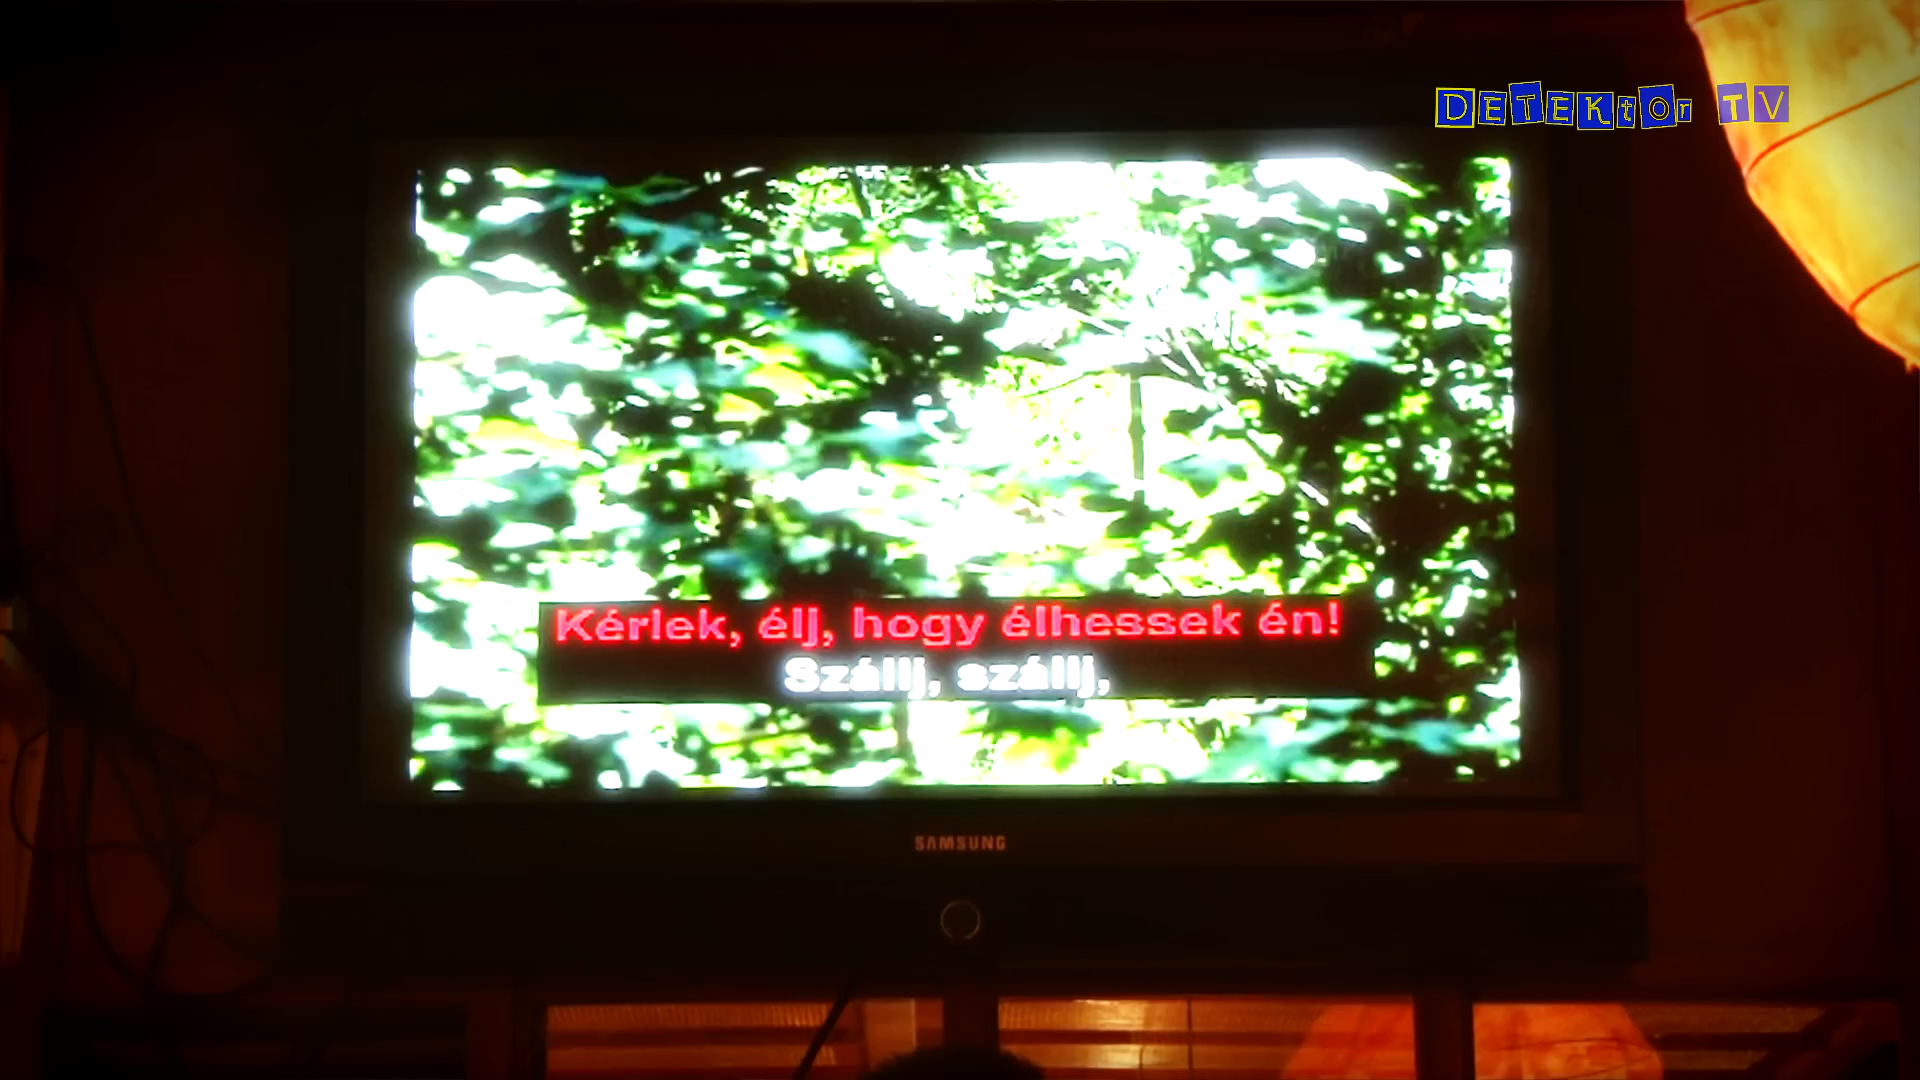 DETEKtOr TV
Kérlek, élj, hogy élhessek én!
Szállj, szállj,
SAMSUNG